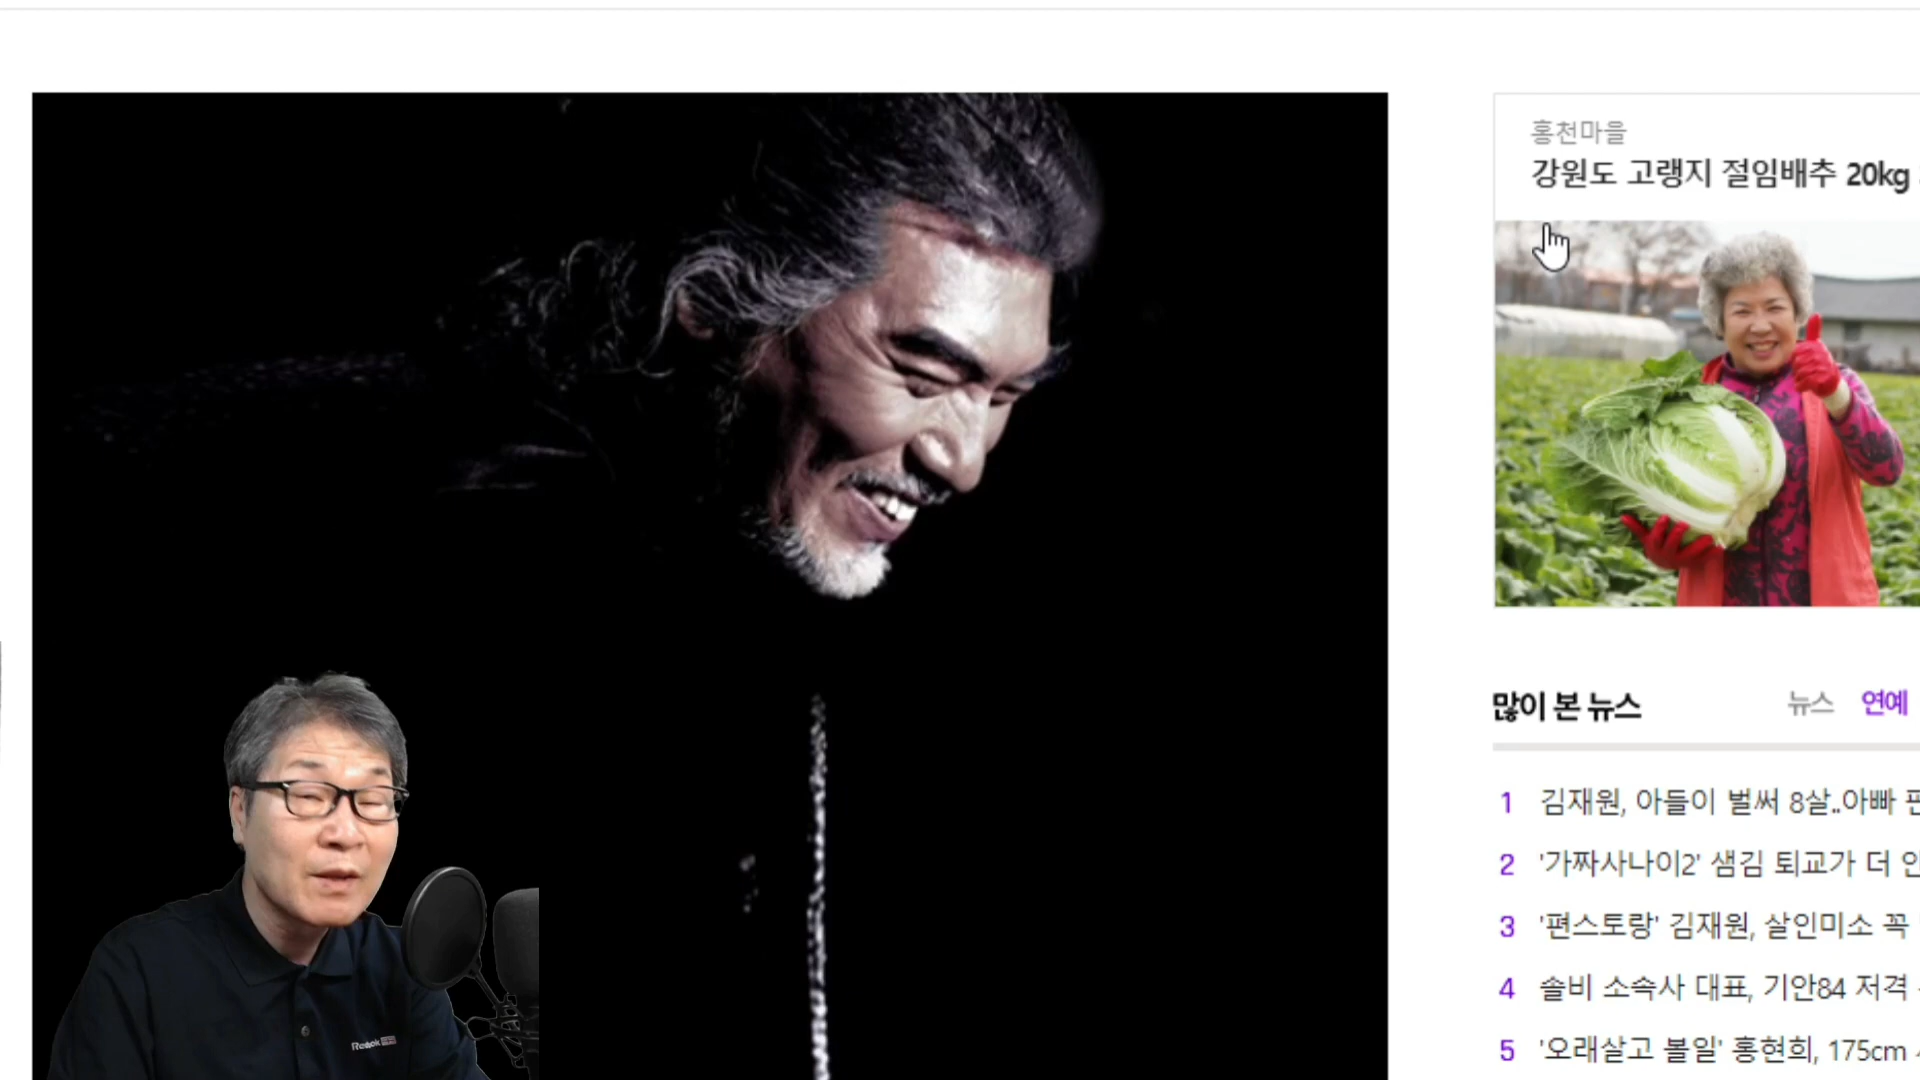 홍천마을
강원도 고랭지 절임배추 20kg
많이 본 뉴스
뉴스 연예
1 김재원, 아들이 벌써 8살..아빠
2 '가짜사나이2' 샘김 퇴교가 더
3 '편스토랑' 김재원, 살인미소 꼭
4 솔비 소속사 대표, 기안84 저격
5 '오래살고 볼일' 홍현희, 175cm
Reebok